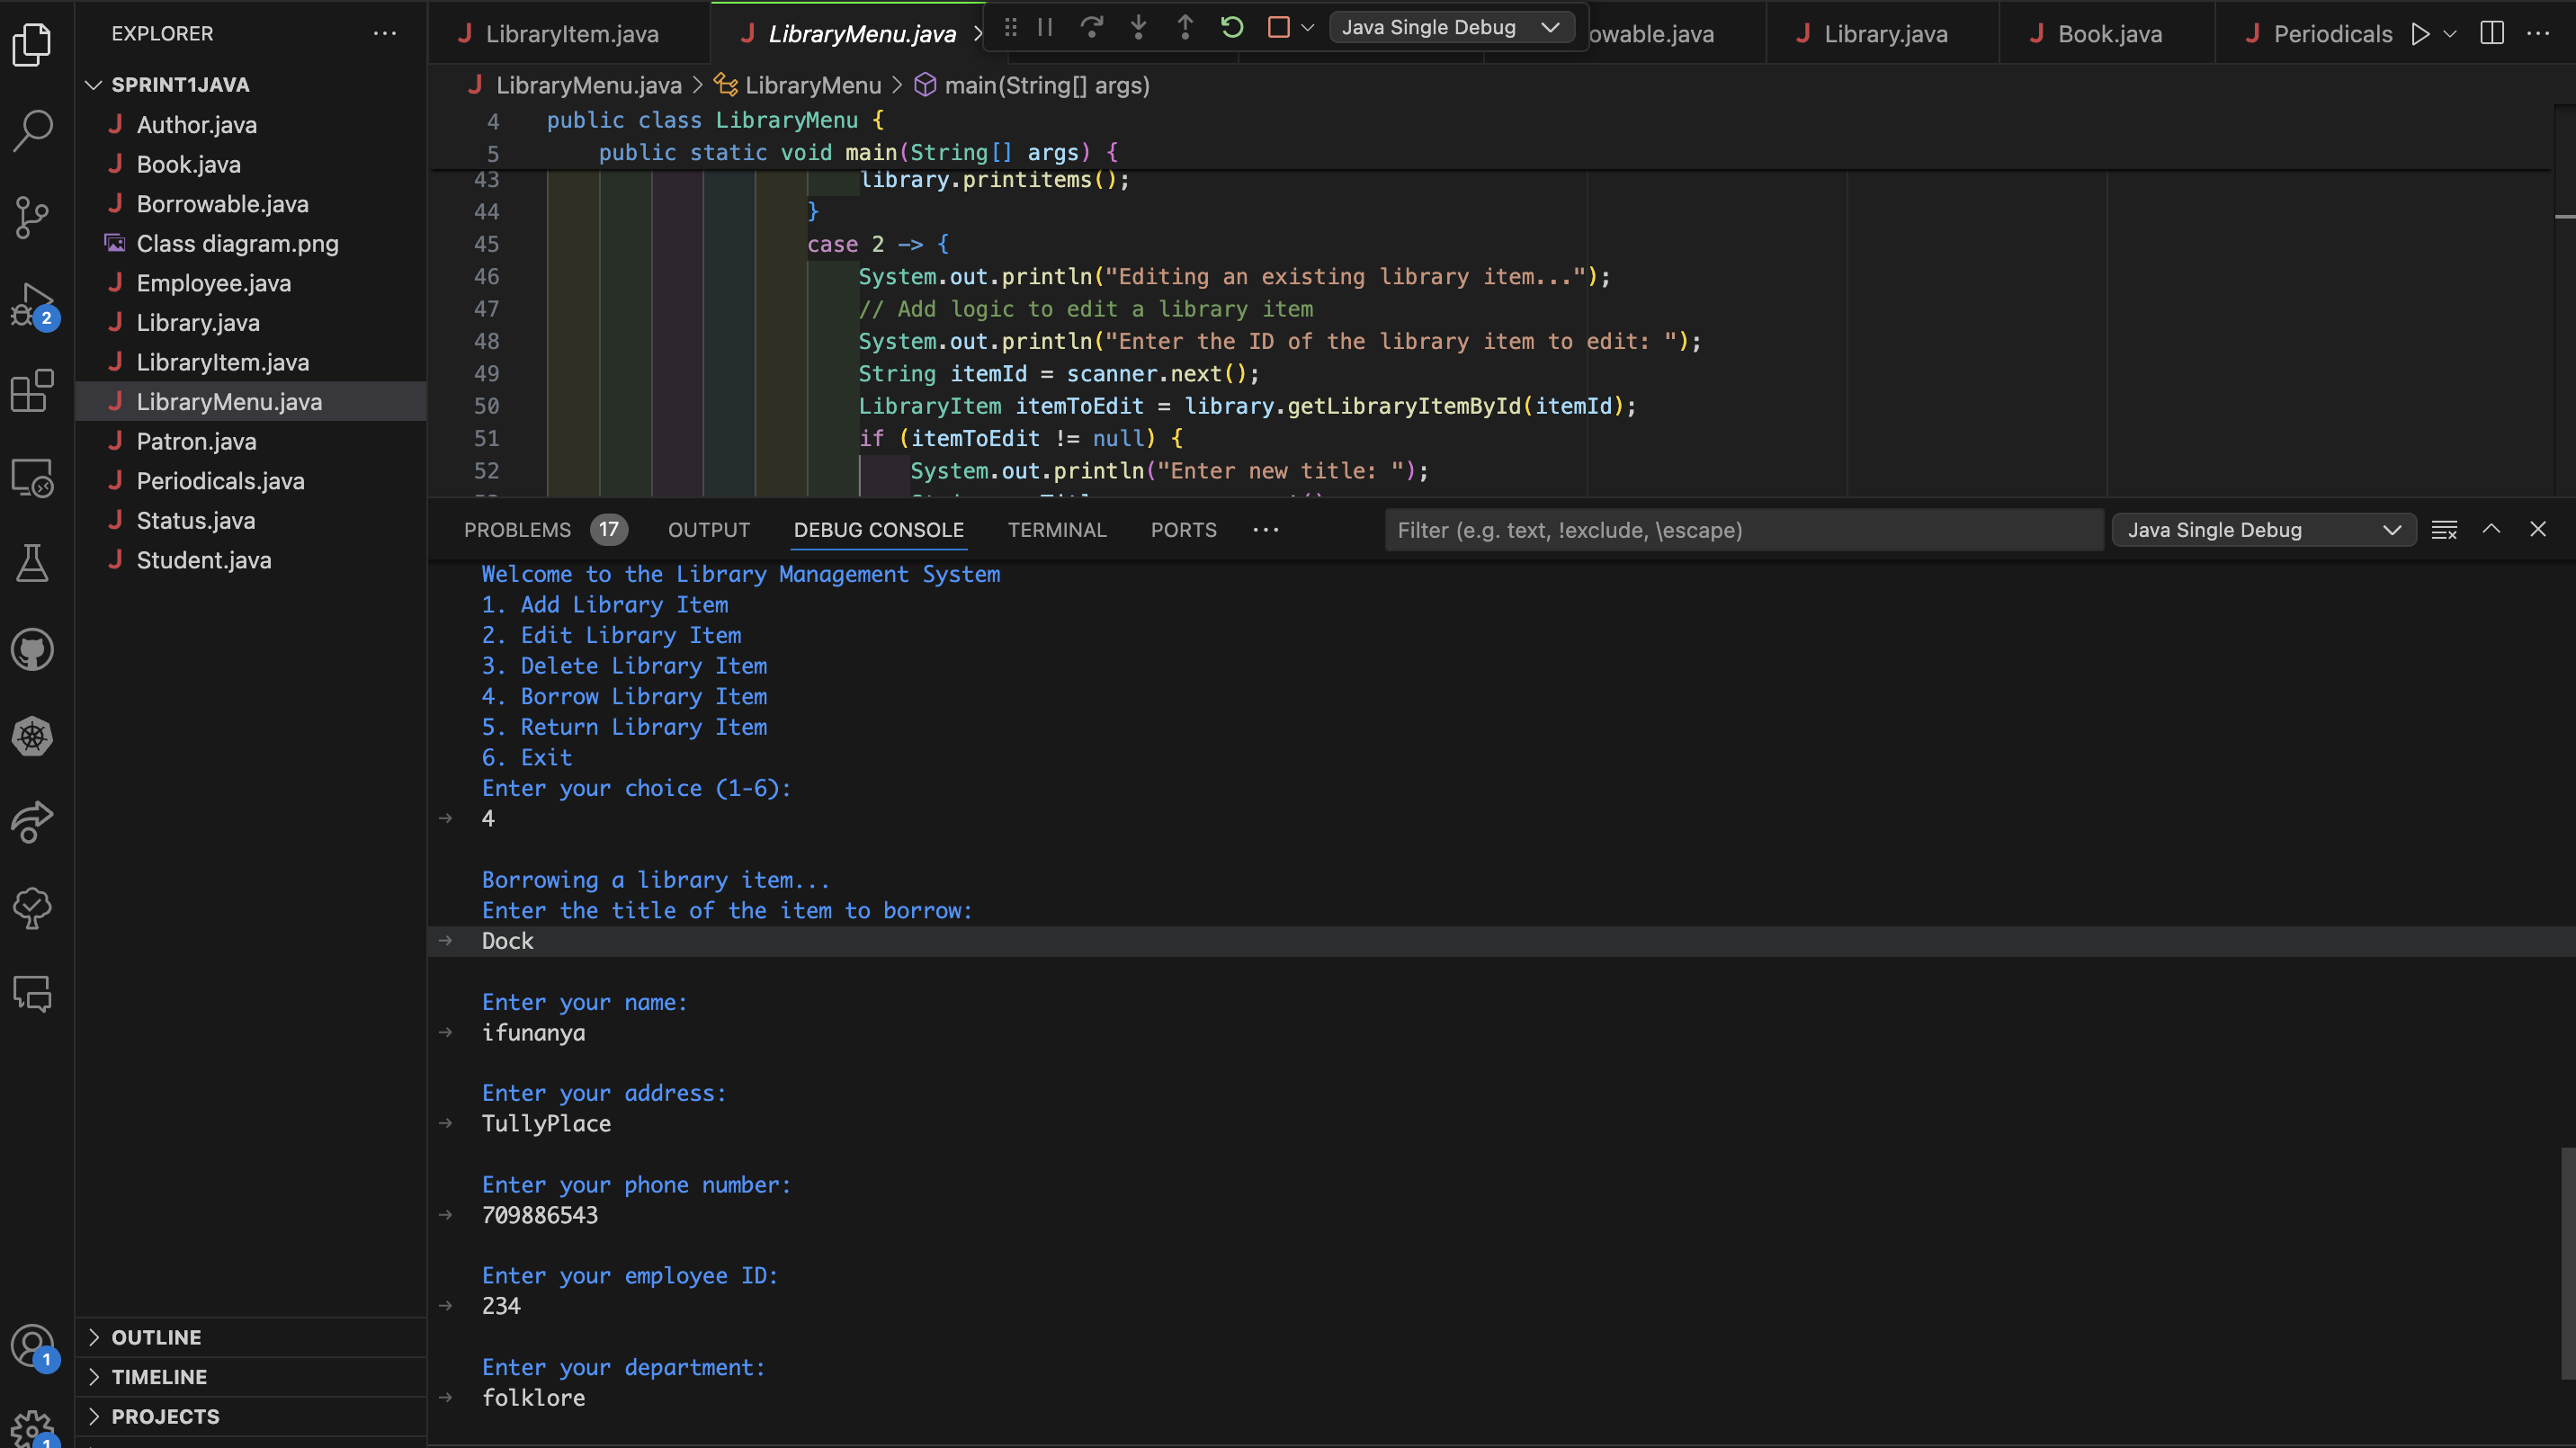 EXPLORER
SPRINT1JAVA
Author.java
Book.java
Borrowable.java
Class diagram.png
Employee.java
Library.java
LibraryItem.java
LibraryMenu.java
Patron.java
Periodicals.java
Status.java
Student.java
OUTLINE
TIMELINE
PROJECTS
2
1
1
LibraryItem.java
LibraryMenu.java
Java Single Debug
owable.java
Library.java
Book.java
Periodicals
LibraryMenu.java > LibraryMenu > main(String[] args)
4 public class LibraryMenu {
5 public static void main(String[] args) {
43 library.printitems();
44 }
45 case 2 -> {
46 System.out.println("Editing an existing library item...");
47 // Add logic to edit a library item
48 System.out.println("Enter the ID of the library item to edit: ");
49 String itemId = scanner.next();
50 LibraryItem itemToEdit = library.getLibraryItemById(itemId);
51 if (itemToEdit != null) {
52 System.out.println("Enter new title: ");
PROBLEMS 17 OUTPUT DEBUG CONSOLE TERMINAL PORTS
Filter (e.g. text, !exclude, \escape)
Java Single Debug
Welcome to the Library Management System
1. Add Library Item
2. Edit Library Item
3. Delete Library Item
4. Borrow Library Item
5. Return Library Item
6. Exit
Enter your choice (1-6):
4
Borrowing a library item...
Enter the title of the item to borrow:
Dock
Enter your name:
ifunanya
Enter your address:
TullyPlace
Enter your phone number:
709886543
Enter your employee ID:
234
Enter your department:
folklore